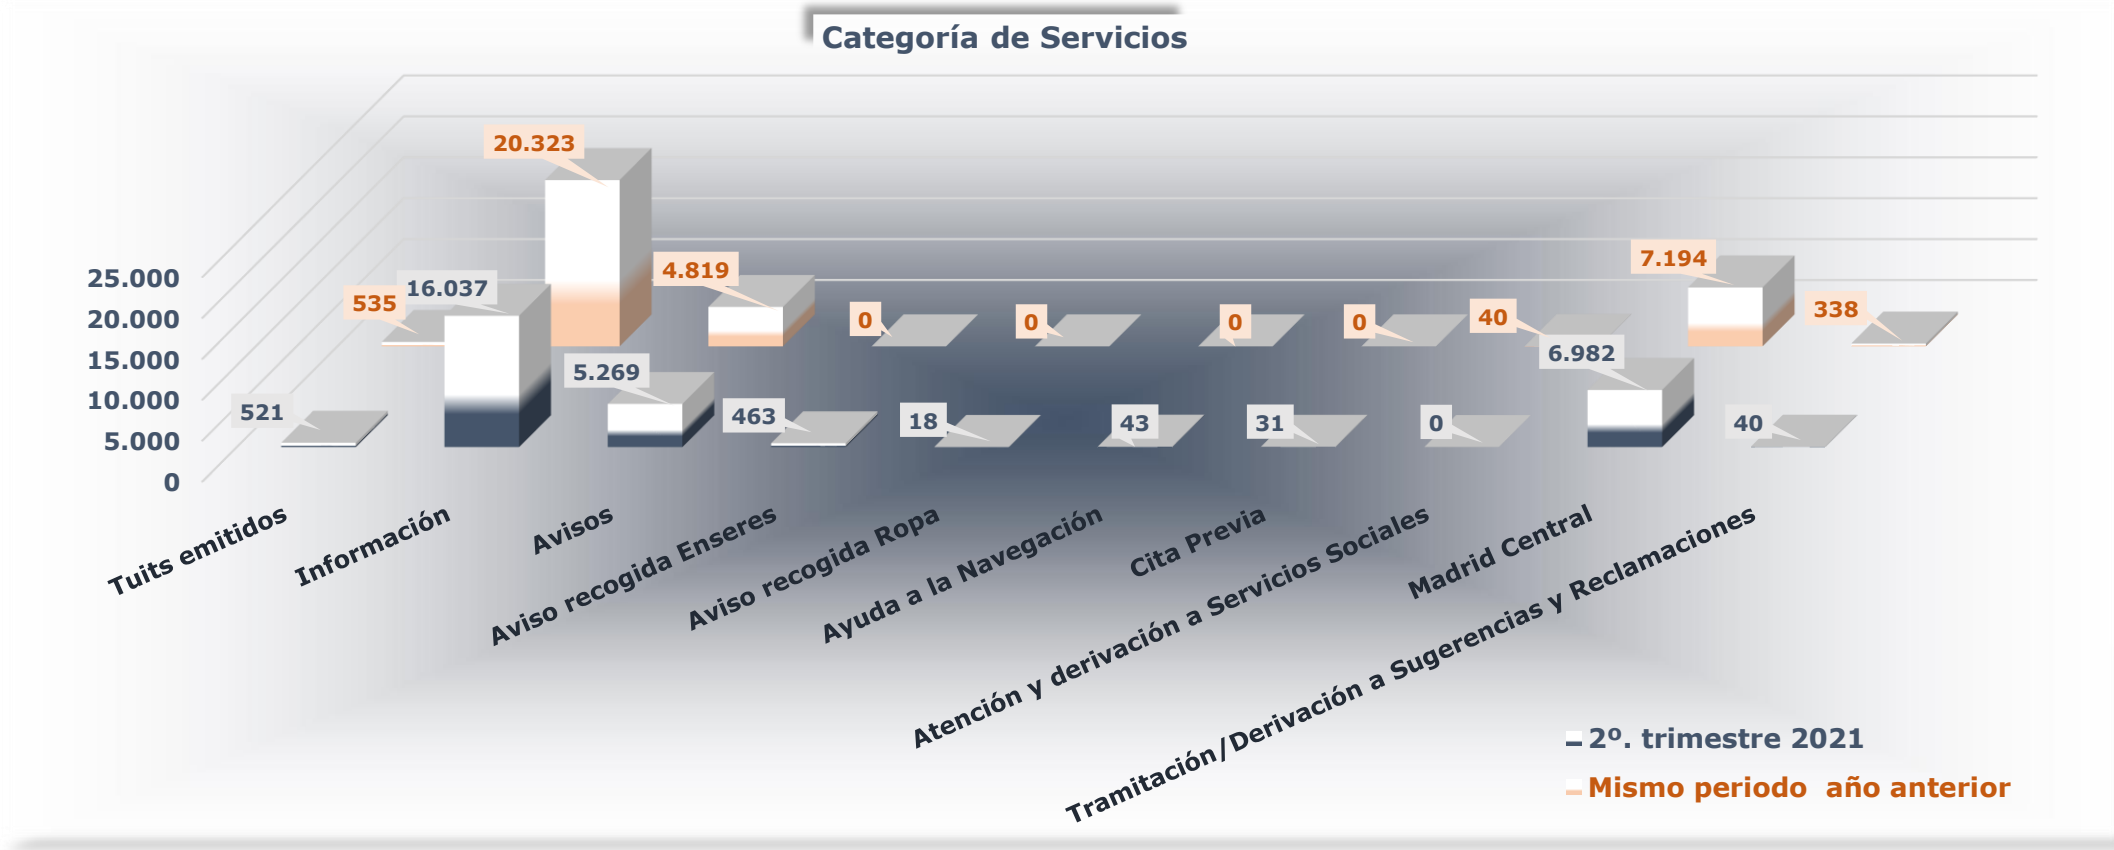 Categoría de Servicios
20.323
4.819
7.194
535
16.037
0
0
0
0
40
338
6.982
5.269
521
463
18
43
31
0
40
25.000
20.000
15.000
10.000
5.000
0
Tuits emitidos
Información
Avisos
Aviso recogida Enseres
Aviso recogida Ropa
Ayuda a la Navegación
Cita Previa
Atención y derivación a Servicios Sociales
Madrid Central
Tramitación/Derivación a Sugerencias y Reclamaciones
2º. trimestre 2021
Mismo periodo año anterior